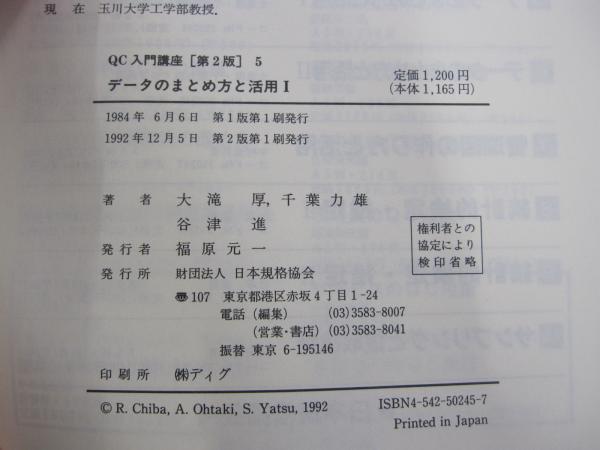 現 在 玉川大学工学部教授.
QC入門講座［第2版］5
データのまとめ方と活用 I
定価1,200円
(本体1,165円)
1984年 6月6日 第1版第1刷発行
1992年12月5日 第2版第1刷発行
著 者 大滝 厚, 千葉力雄
谷津 進
発行者 福原元一
発行所 財団法人 日本規格協会
権利者との
協定により
検印省略
〠107 東京都港区赤坂4丁目1-24
電話(編集) (03)3583-8007
(営業・書店) (03)3583-8041
振替 東京 6-195146
印刷所 ㈱ディグ
© R. Chiba, A. Ohtaki, S. Yatsu, 1992
ISBN4-542-50245-7
Printed in Japan